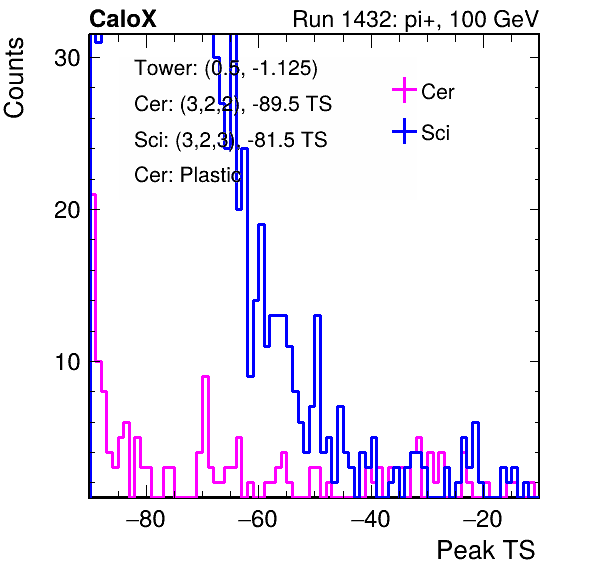 CaloX Run 1432: pi+, 100 GeV
Counts
30
20
10
Tower: (0.5, -1.125)
Cer: (3,2,2), -89.5 TS
Sci: (3,2,3), -81.5 TS
Cer: Plastic
Cer
Sci
−80 −60 −40 −20
Peak TS